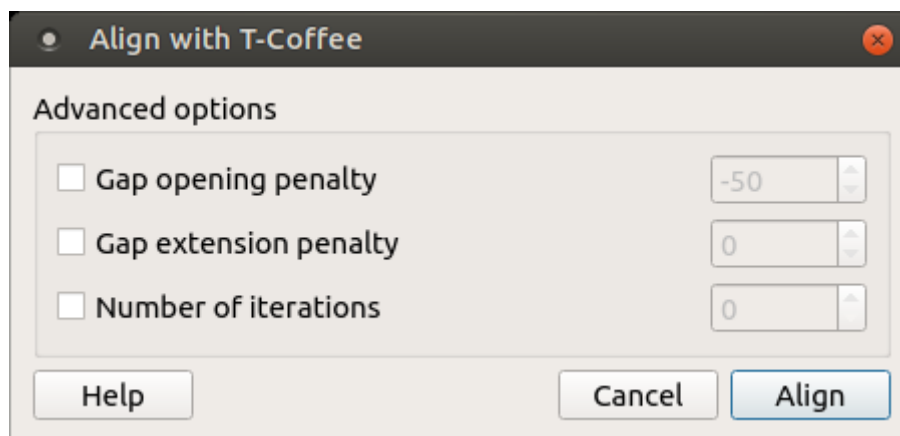 Align with T-Coffee
Advanced options
Gap opening penalty -50
Gap extension penalty 0
Number of iterations 0
Help Cancel Align